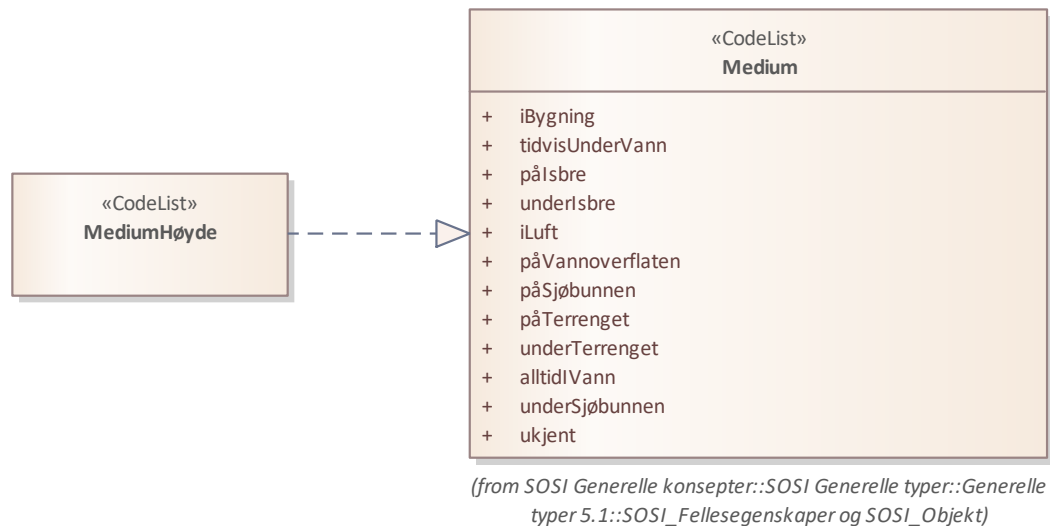 «CodeList»
MediumHøyde
«CodeList»
Medium
+ iBygning
+ tidvisUnderVann
+ påIsbre
+ underIsbre
+ iLuft
+ påVannoverflaten
+ påSjøbunnen
+ påTerrenget
+ underTerrenget
+ alltidIVann
+ underSjøbunnen
+ ukjent
(from SOSI Generelle konsepter::SOSI Generelle typer::Generelle
typer 5.1::SOSI_Fellesegenskaper og SOSI_Objekt)